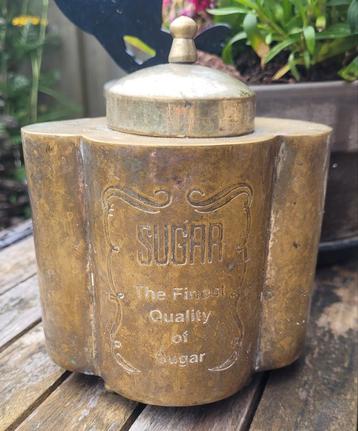 SUGAR
The Finest
Quality
of
Sugar